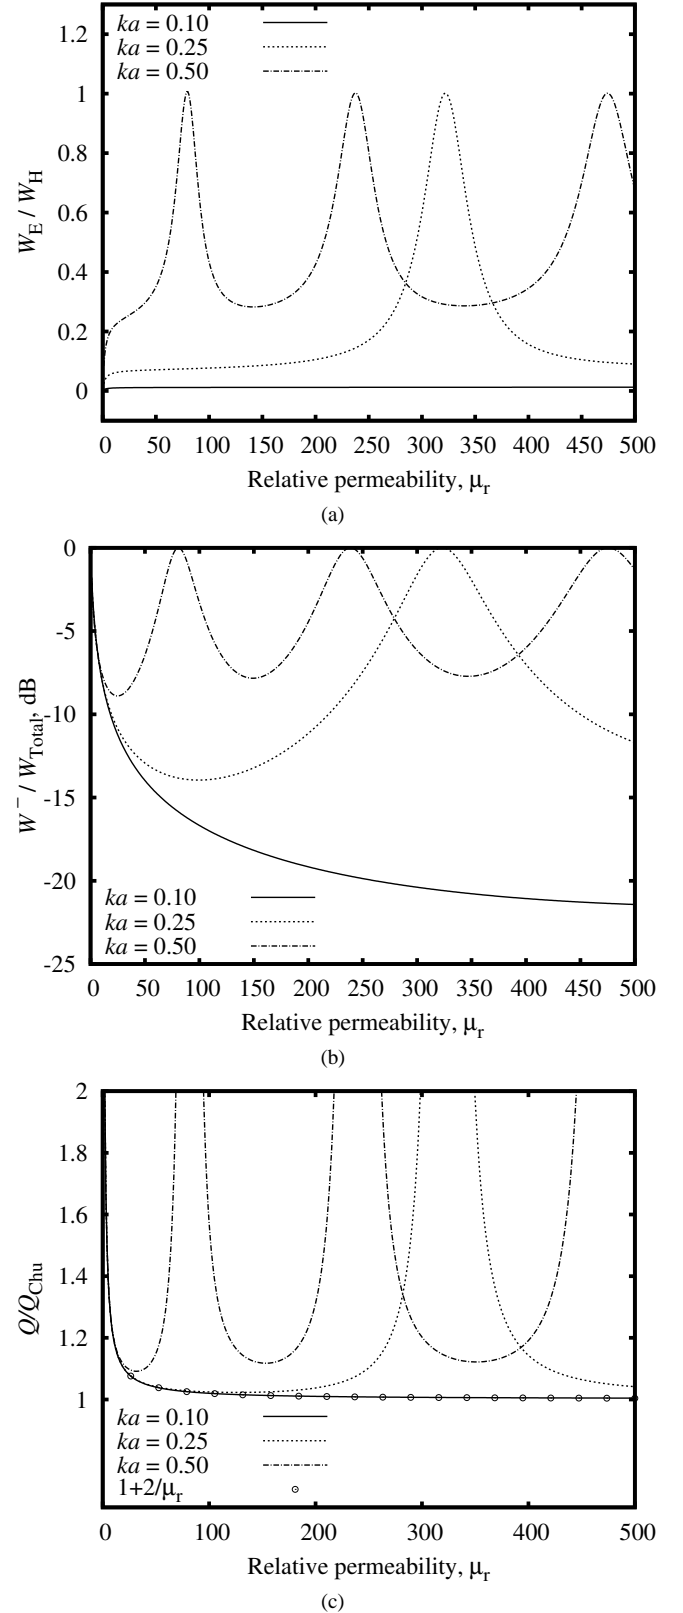 ka = 0.10
ka = 0.25
ka = 0.50
1.2
1
0.8
0.6
0.4
0.2
0
W_E / W_H
0 50 100 150 200 250 300 350 400 450 500
Relative permeability, μ_r
(a)
0
-5
-10
-15
-20
-25
W^− / W_Total, dB
ka = 0.10
ka = 0.25
ka = 0.50
0 50 100 150 200 250 300 350 400 450 500
Relative permeability, μ_r
(b)
2
1.8
1.6
1.4
1.2
1
Q/Q_Chu
ka = 0.10
ka = 0.25
ka = 0.50
1+2/μ_r
0 100 200 300 400 500
Relative permeability, μ_r
(c)